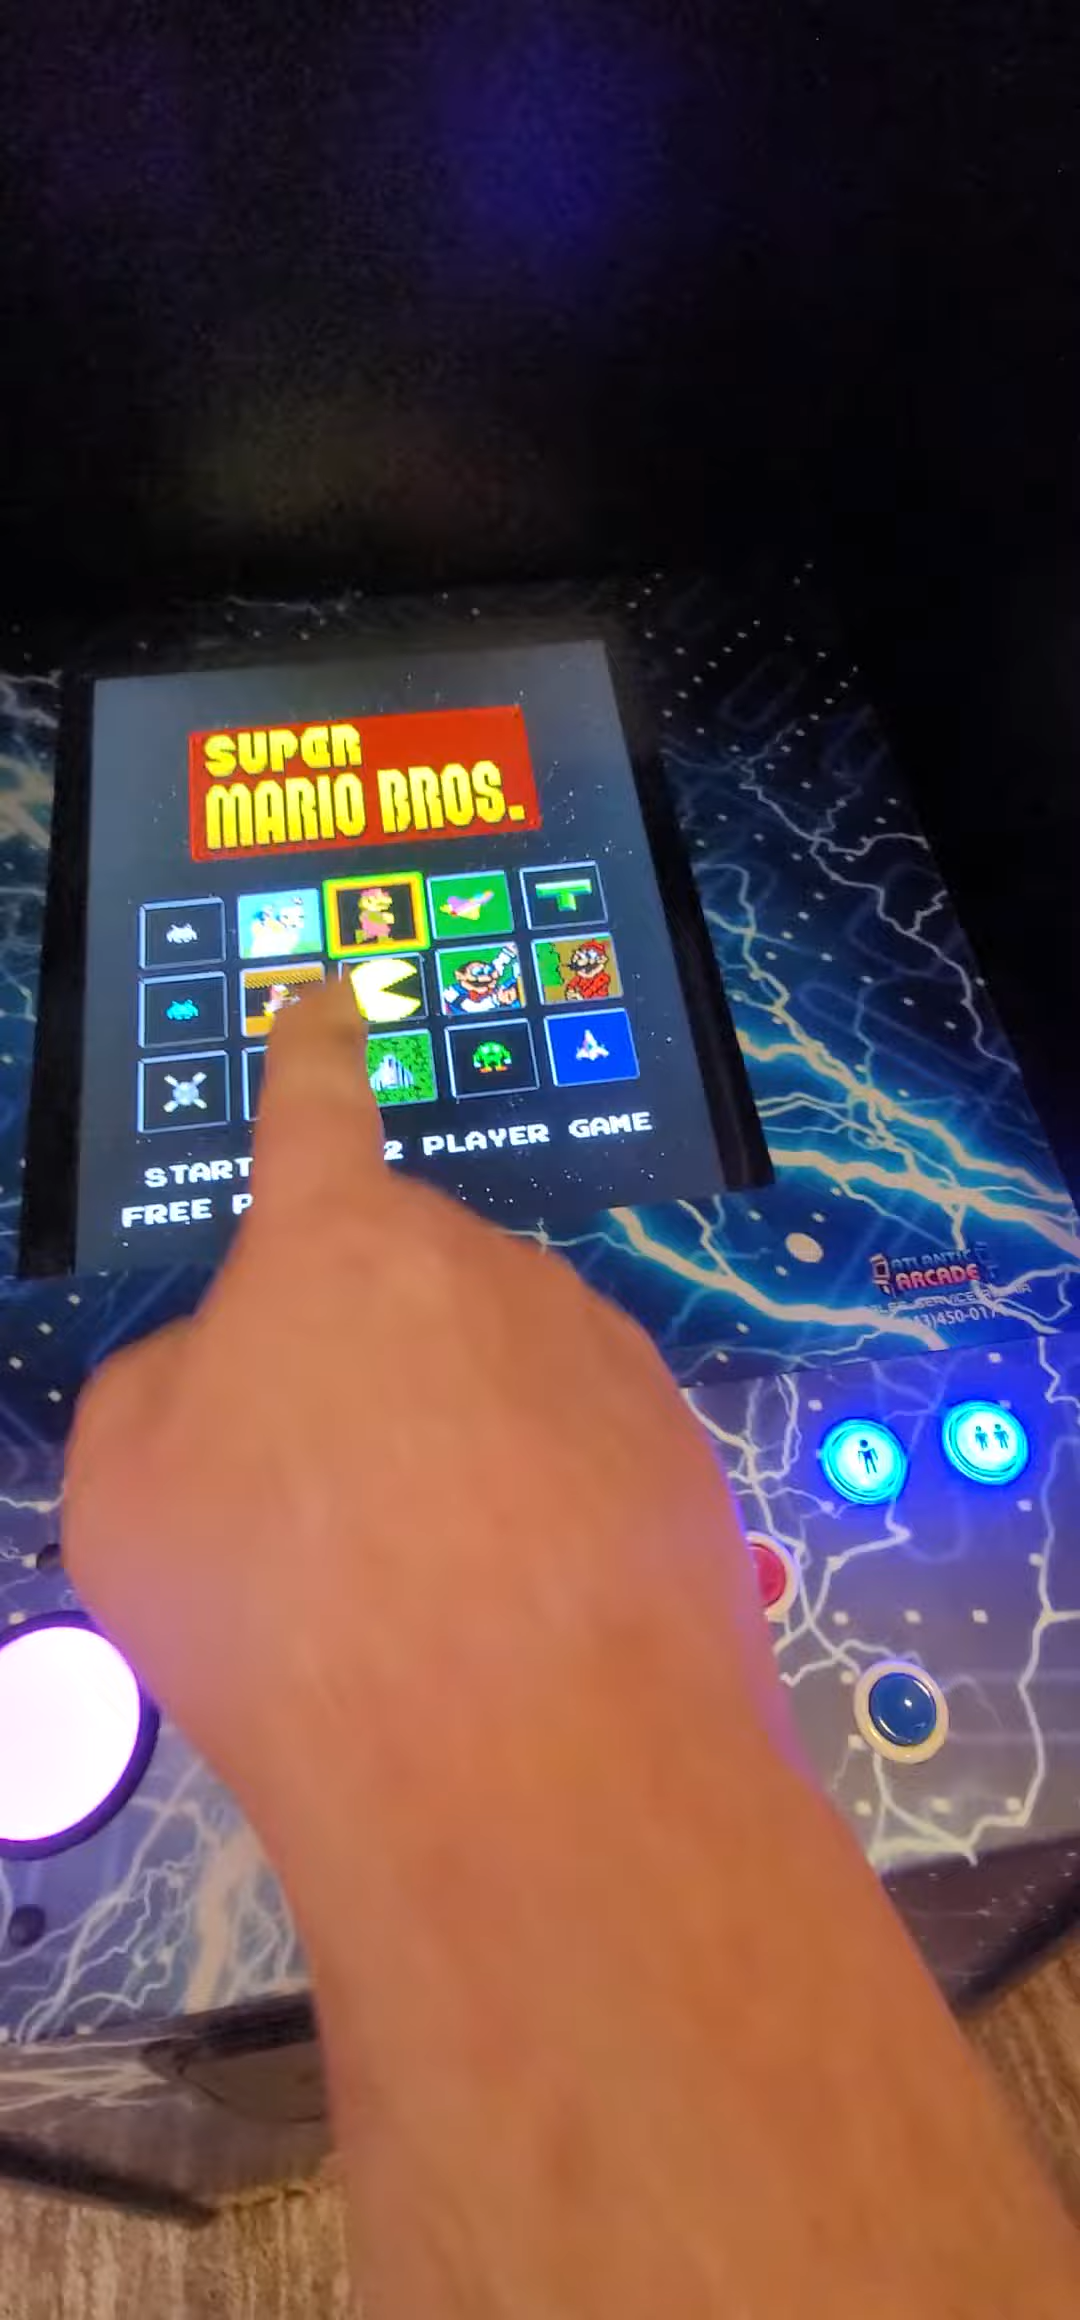 SUPER
MARIO BROS.
START 2 PLAYER GAME
FREE P
ATLANTIC
ARCADE